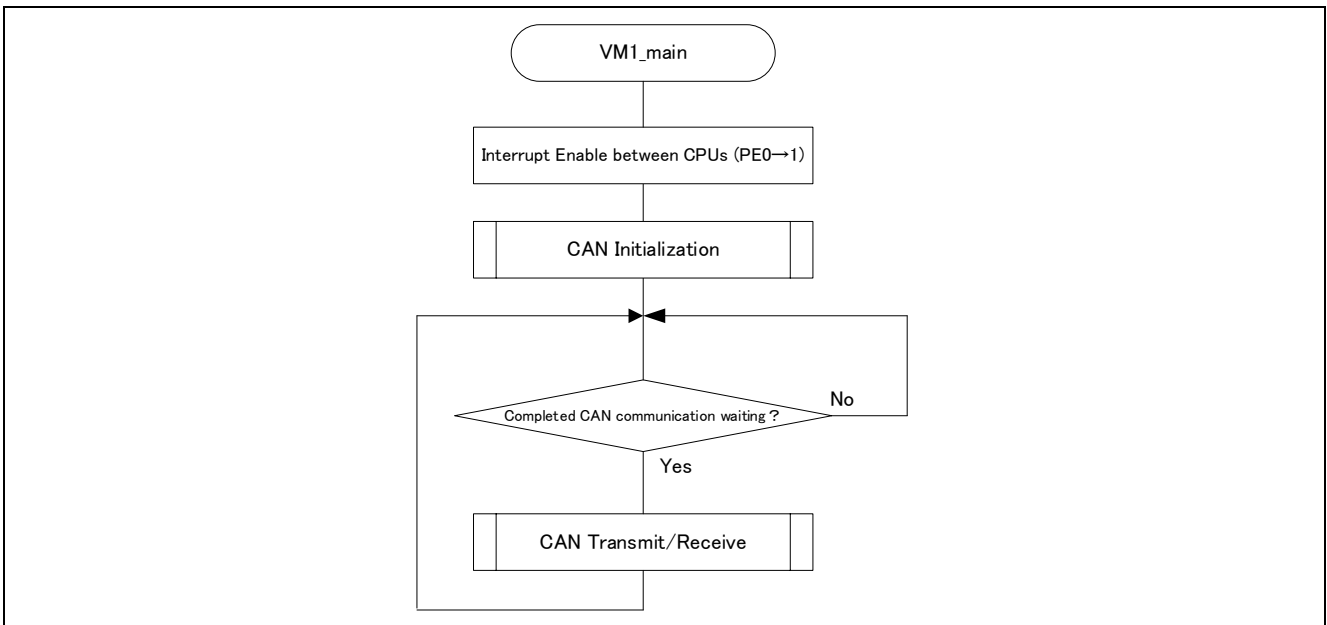 VM1_main
Interrupt Enable between CPUs (PE0→1)
CAN Initialization
Completed CAN communication waiting？
No
Yes
CAN Transmit/Receive